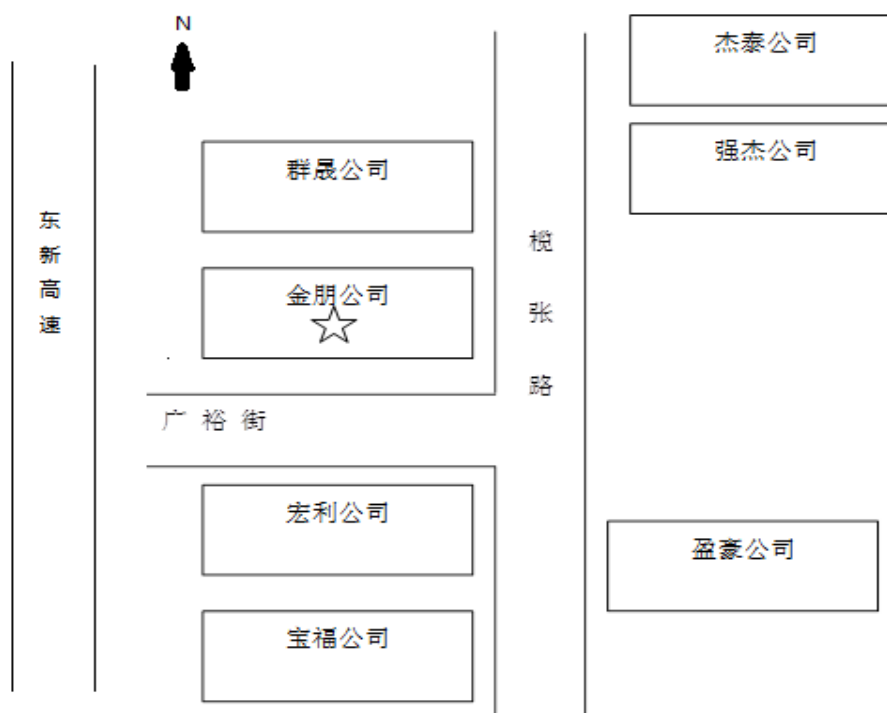 N
杰泰公司
强杰公司
群晟公司
东新高速
榄张路
金朋公司
广裕街
宏利公司
盈豪公司
宝福公司